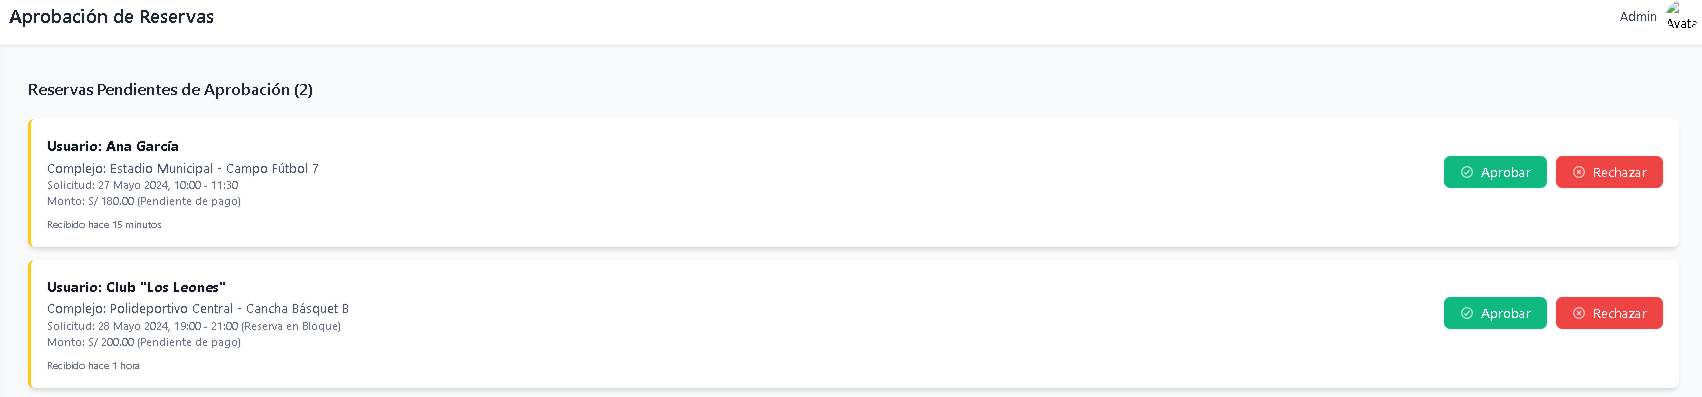 Aprobación de Reservas
Admin
Avata
Reservas Pendientes de Aprobación (2)
Usuario: Ana García
Complejo: Estadio Municipal - Campo Fútbol 7
Solicitud: 27 Mayo 2024, 10:00 - 11:30
Monto: S/ 180.00 (Pendiente de pago)
Recibido hace 15 minutos
Aprobar
Rechazar
Usuario: Club "Los Leones"
Complejo: Polideportivo Central - Cancha Básquet B
Solicitud: 28 Mayo 2024, 19:00 - 21:00 (Reserva en Bloque)
Monto: S/ 200.00 (Pendiente de pago)
Recibido hace 1 hora
Aprobar
Rechazar